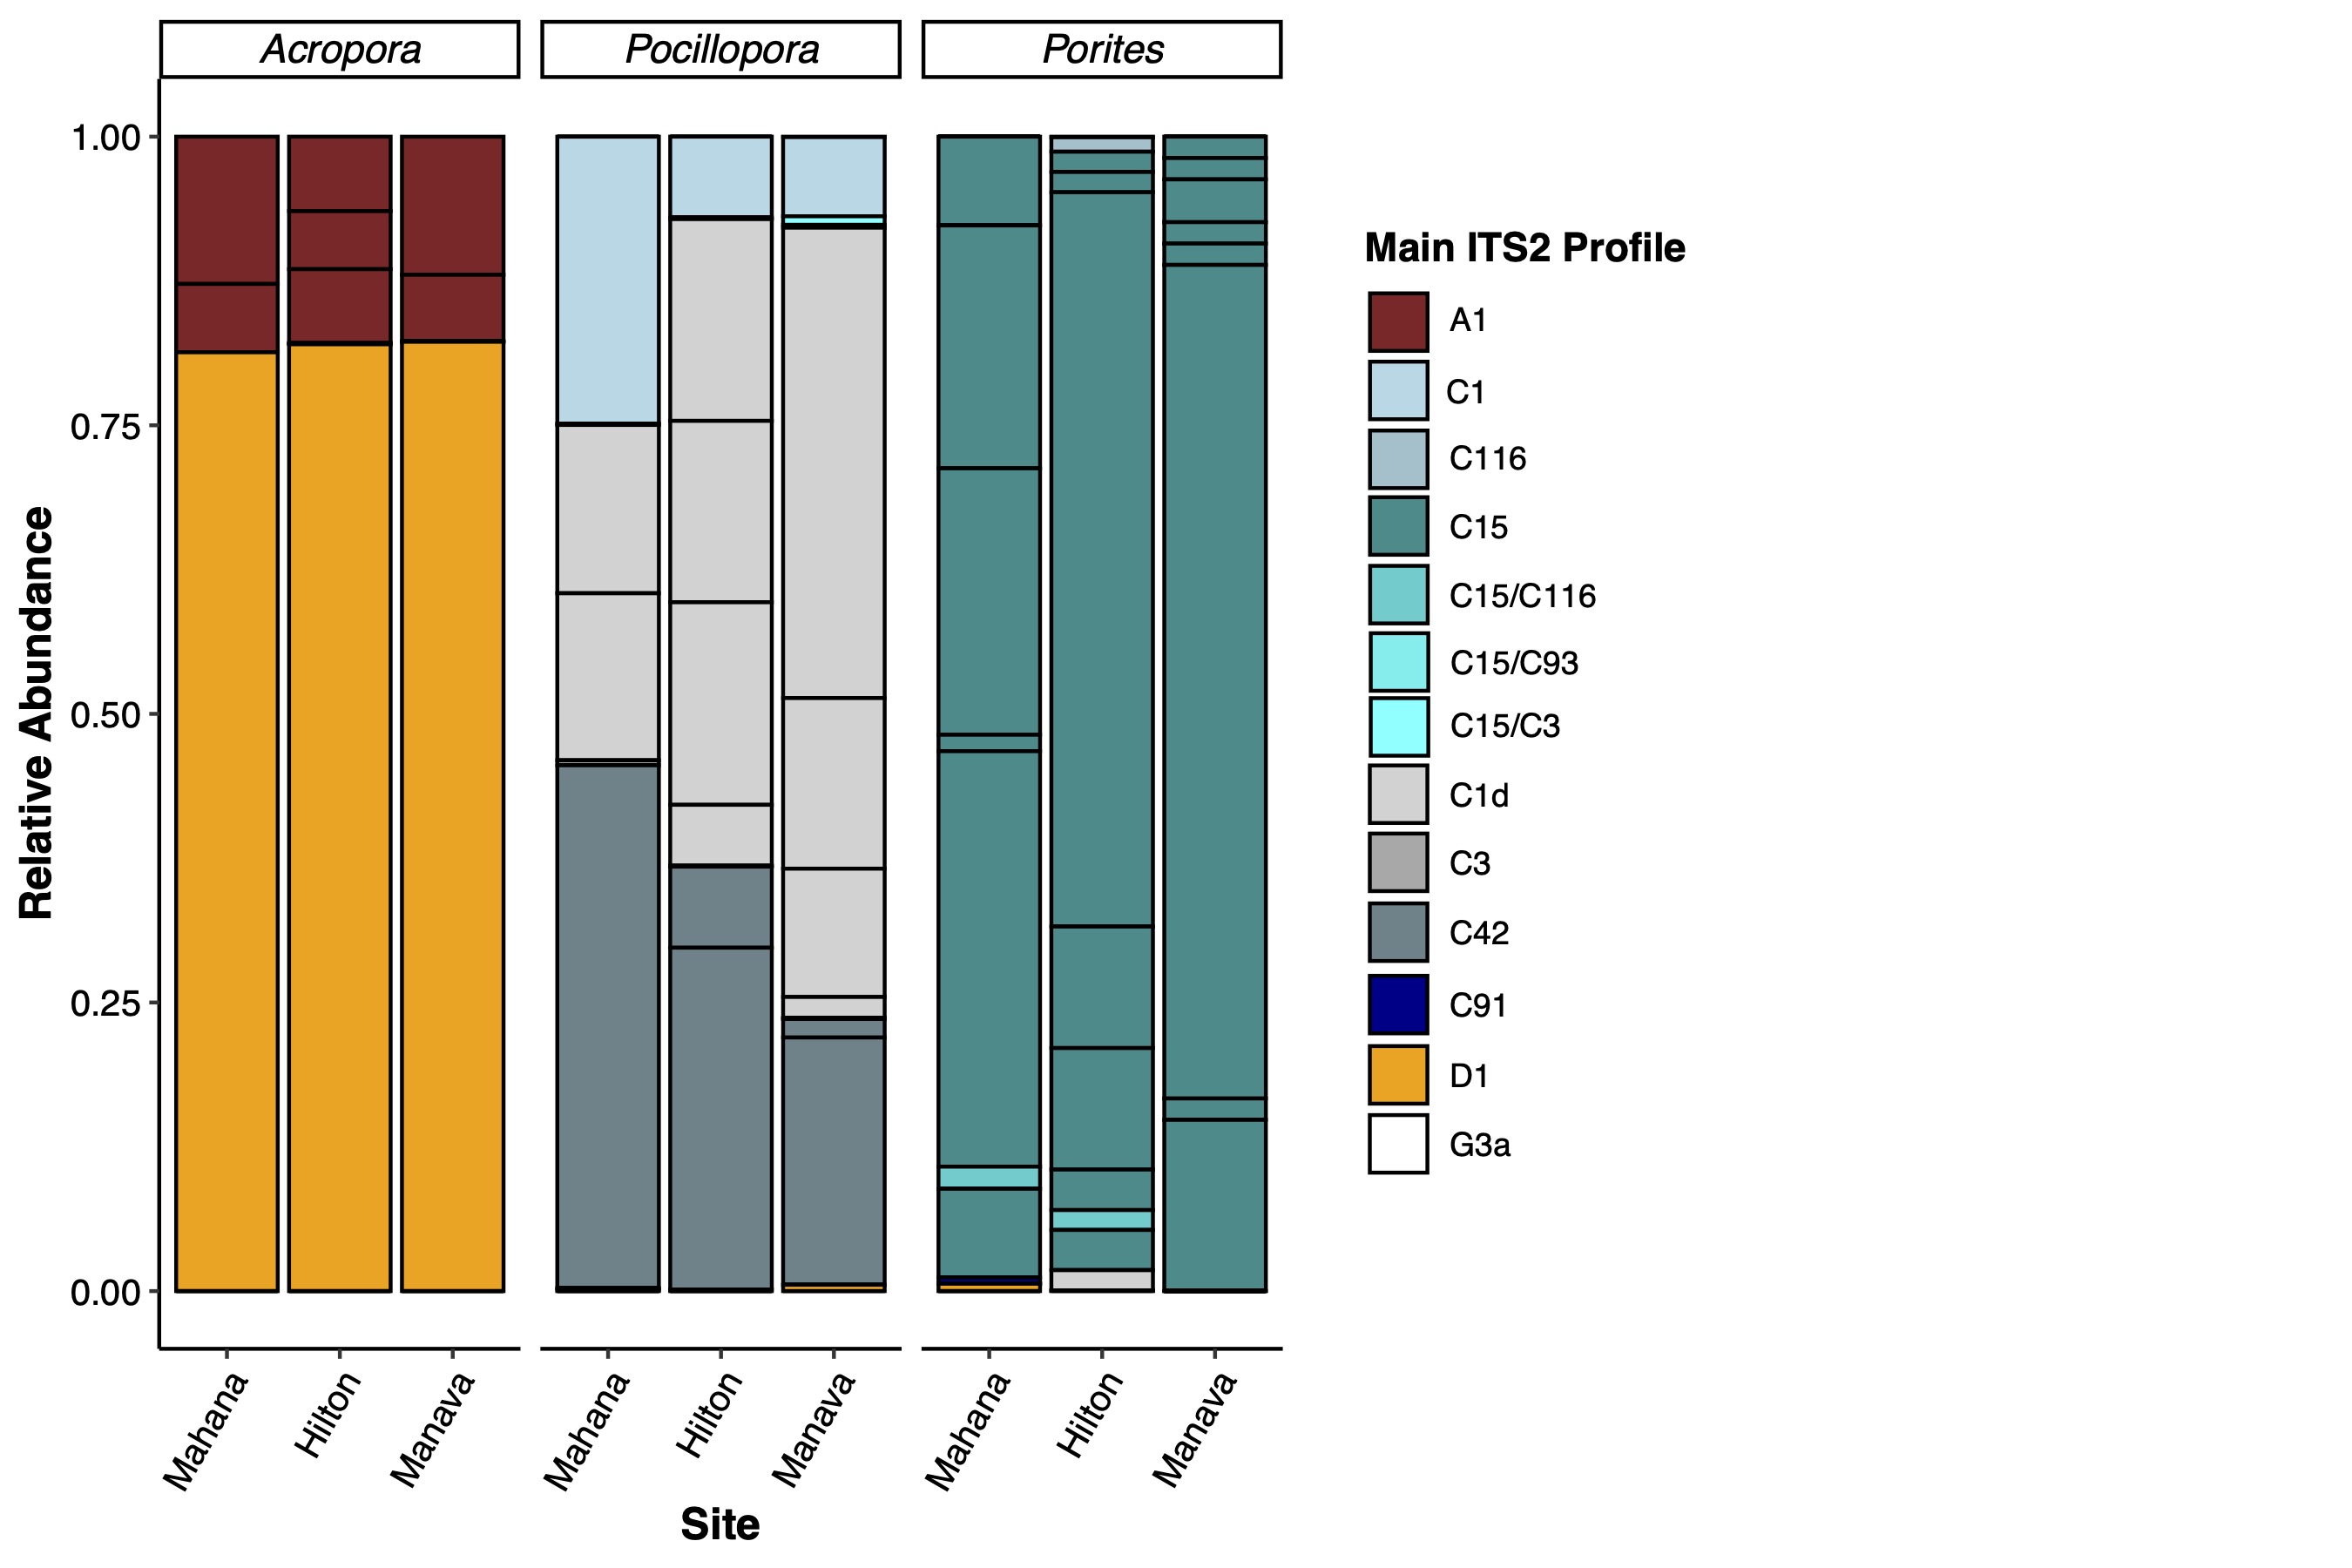 Acropora Pocillopora Porites
1.00
0.75
0.50
0.25
0.00
Relative Abundance
Mahana Hilton Manava Mahana Hilton Manava Mahana Hilton Manava
Site
Main ITS2 Profile
A1
C1
C116
C15
C15/C116
C15/C93
C15/C3
C1d
C3
C42
C91
D1
G3a